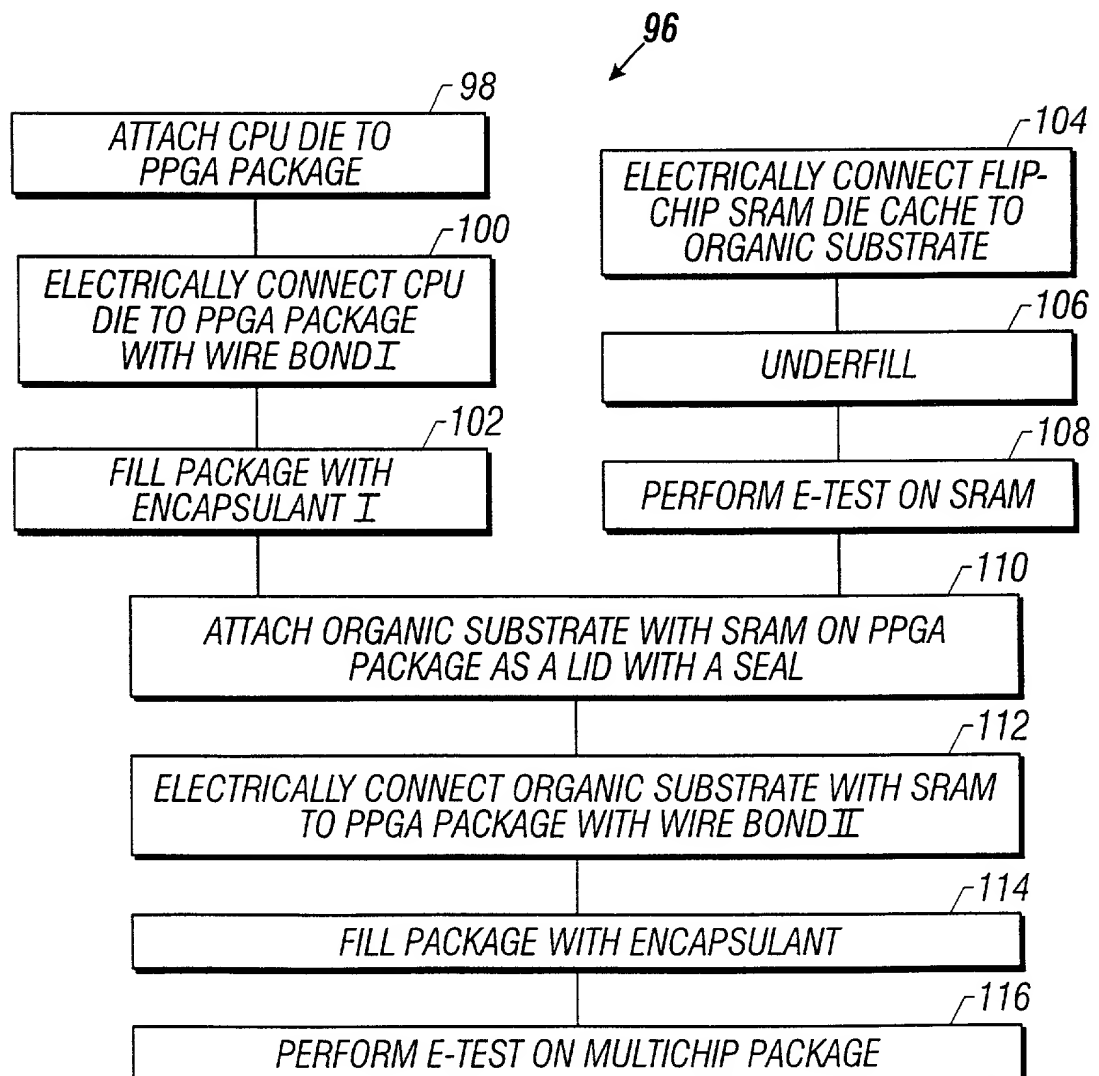 96
98
ATTACH CPU DIE TO
PPGA PACKAGE
100
ELECTRICALLY CONNECT CPU
DIE TO PPGA PACKAGE
WITH WIRE BOND I
102
FILL PACKAGE WITH
ENCAPSULANT I
104
ELECTRICALLY CONNECT FLIP-
CHIP SRAM DIE CACHE TO
ORGANIC SUBSTRATE
106
UNDERFILL
108
PERFORM E-TEST ON SRAM
110
ATTACH ORGANIC SUBSTRATE WITH SRAM ON PPGA
PACKAGE AS A LID WITH A SEAL
112
ELECTRICALLY CONNECT ORGANIC SUBSTRATE WITH SRAM
TO PPGA PACKAGE WITH WIRE BOND II
114
FILL PACKAGE WITH ENCAPSULANT
116
PERFORM E-TEST ON MULTICHIP PACKAGE